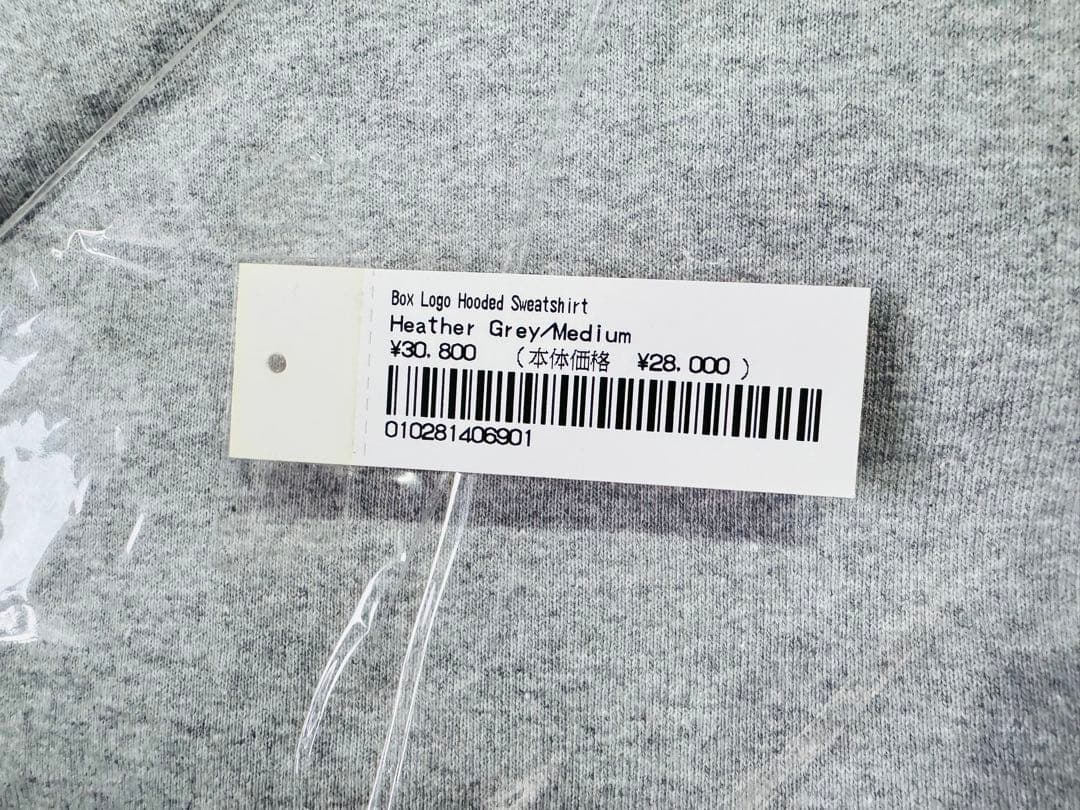 Box Logo Hooded Sweatshirt
Heather Grey/Medium
¥30.800 (本体価格 ¥28.000)
010281406901